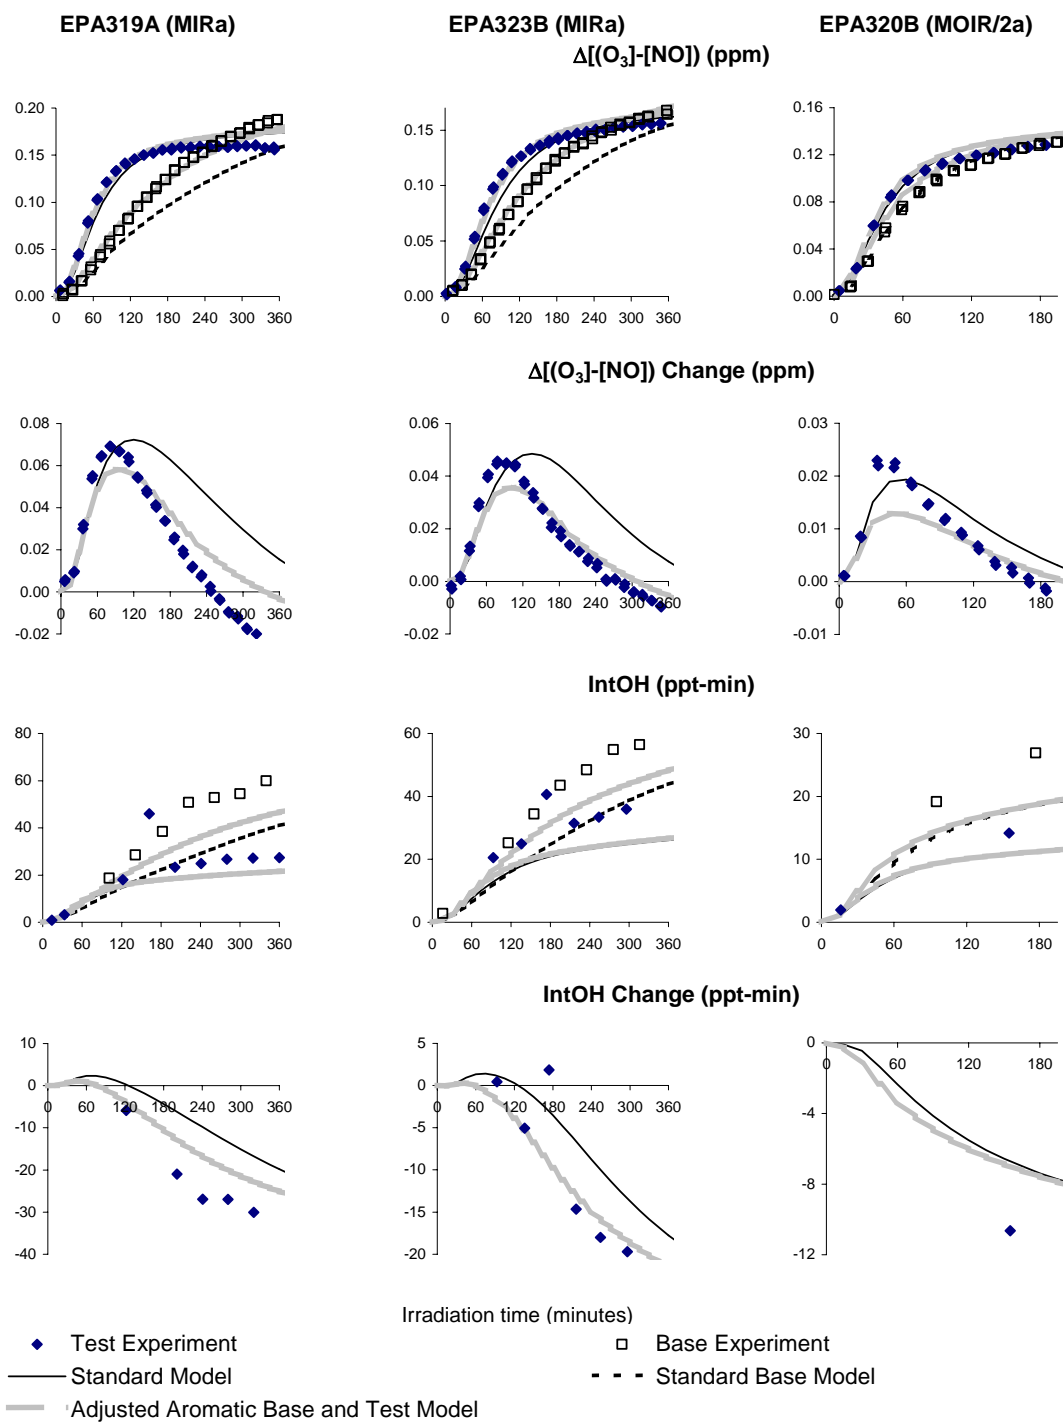 EPA319A (MIRa) EPA323B (MIRa) EPA320B (MOIR/2a)
Δ[(O₃]-[NO]) (ppm)
0.20 0.15 0.10 0.05 0.00
0 60 120 180 240 300 360
0.15 0.10 0.05 0.00
0 60 120 180 240 300 360
0.16 0.12 0.08 0.04 0.00
0 60 120 180
Δ[(O₃]-[NO]) Change (ppm)
0.08 0.06 0.04 0.02 0.00 -0.02
0 60 120 180 240 300 360
0.06 0.04 0.02 0.00 -0.02
0 60 120 180 240 300 360
0.03 0.02 0.01 0.00 -0.01
0 60 120 180
IntOH (ppt-min)
80 60 40 20 0
0 60 120 180 240 300 360
60 40 20 0
0 60 120 180 240 300 360
30 20 10 0
0 60 120 180
IntOH Change (ppt-min)
10 0 -10 -20 -30 -40
0 60 120 180 240 300 360
5 0 -5 -10 -15 -20
0 60 120 180 240 300 360
0 -4 -8 -12
0 60 120 180
Irradiation time (minutes)
Test Experiment Base Experiment
Standard Model Standard Base Model
Adjusted Aromatic Base and Test Model